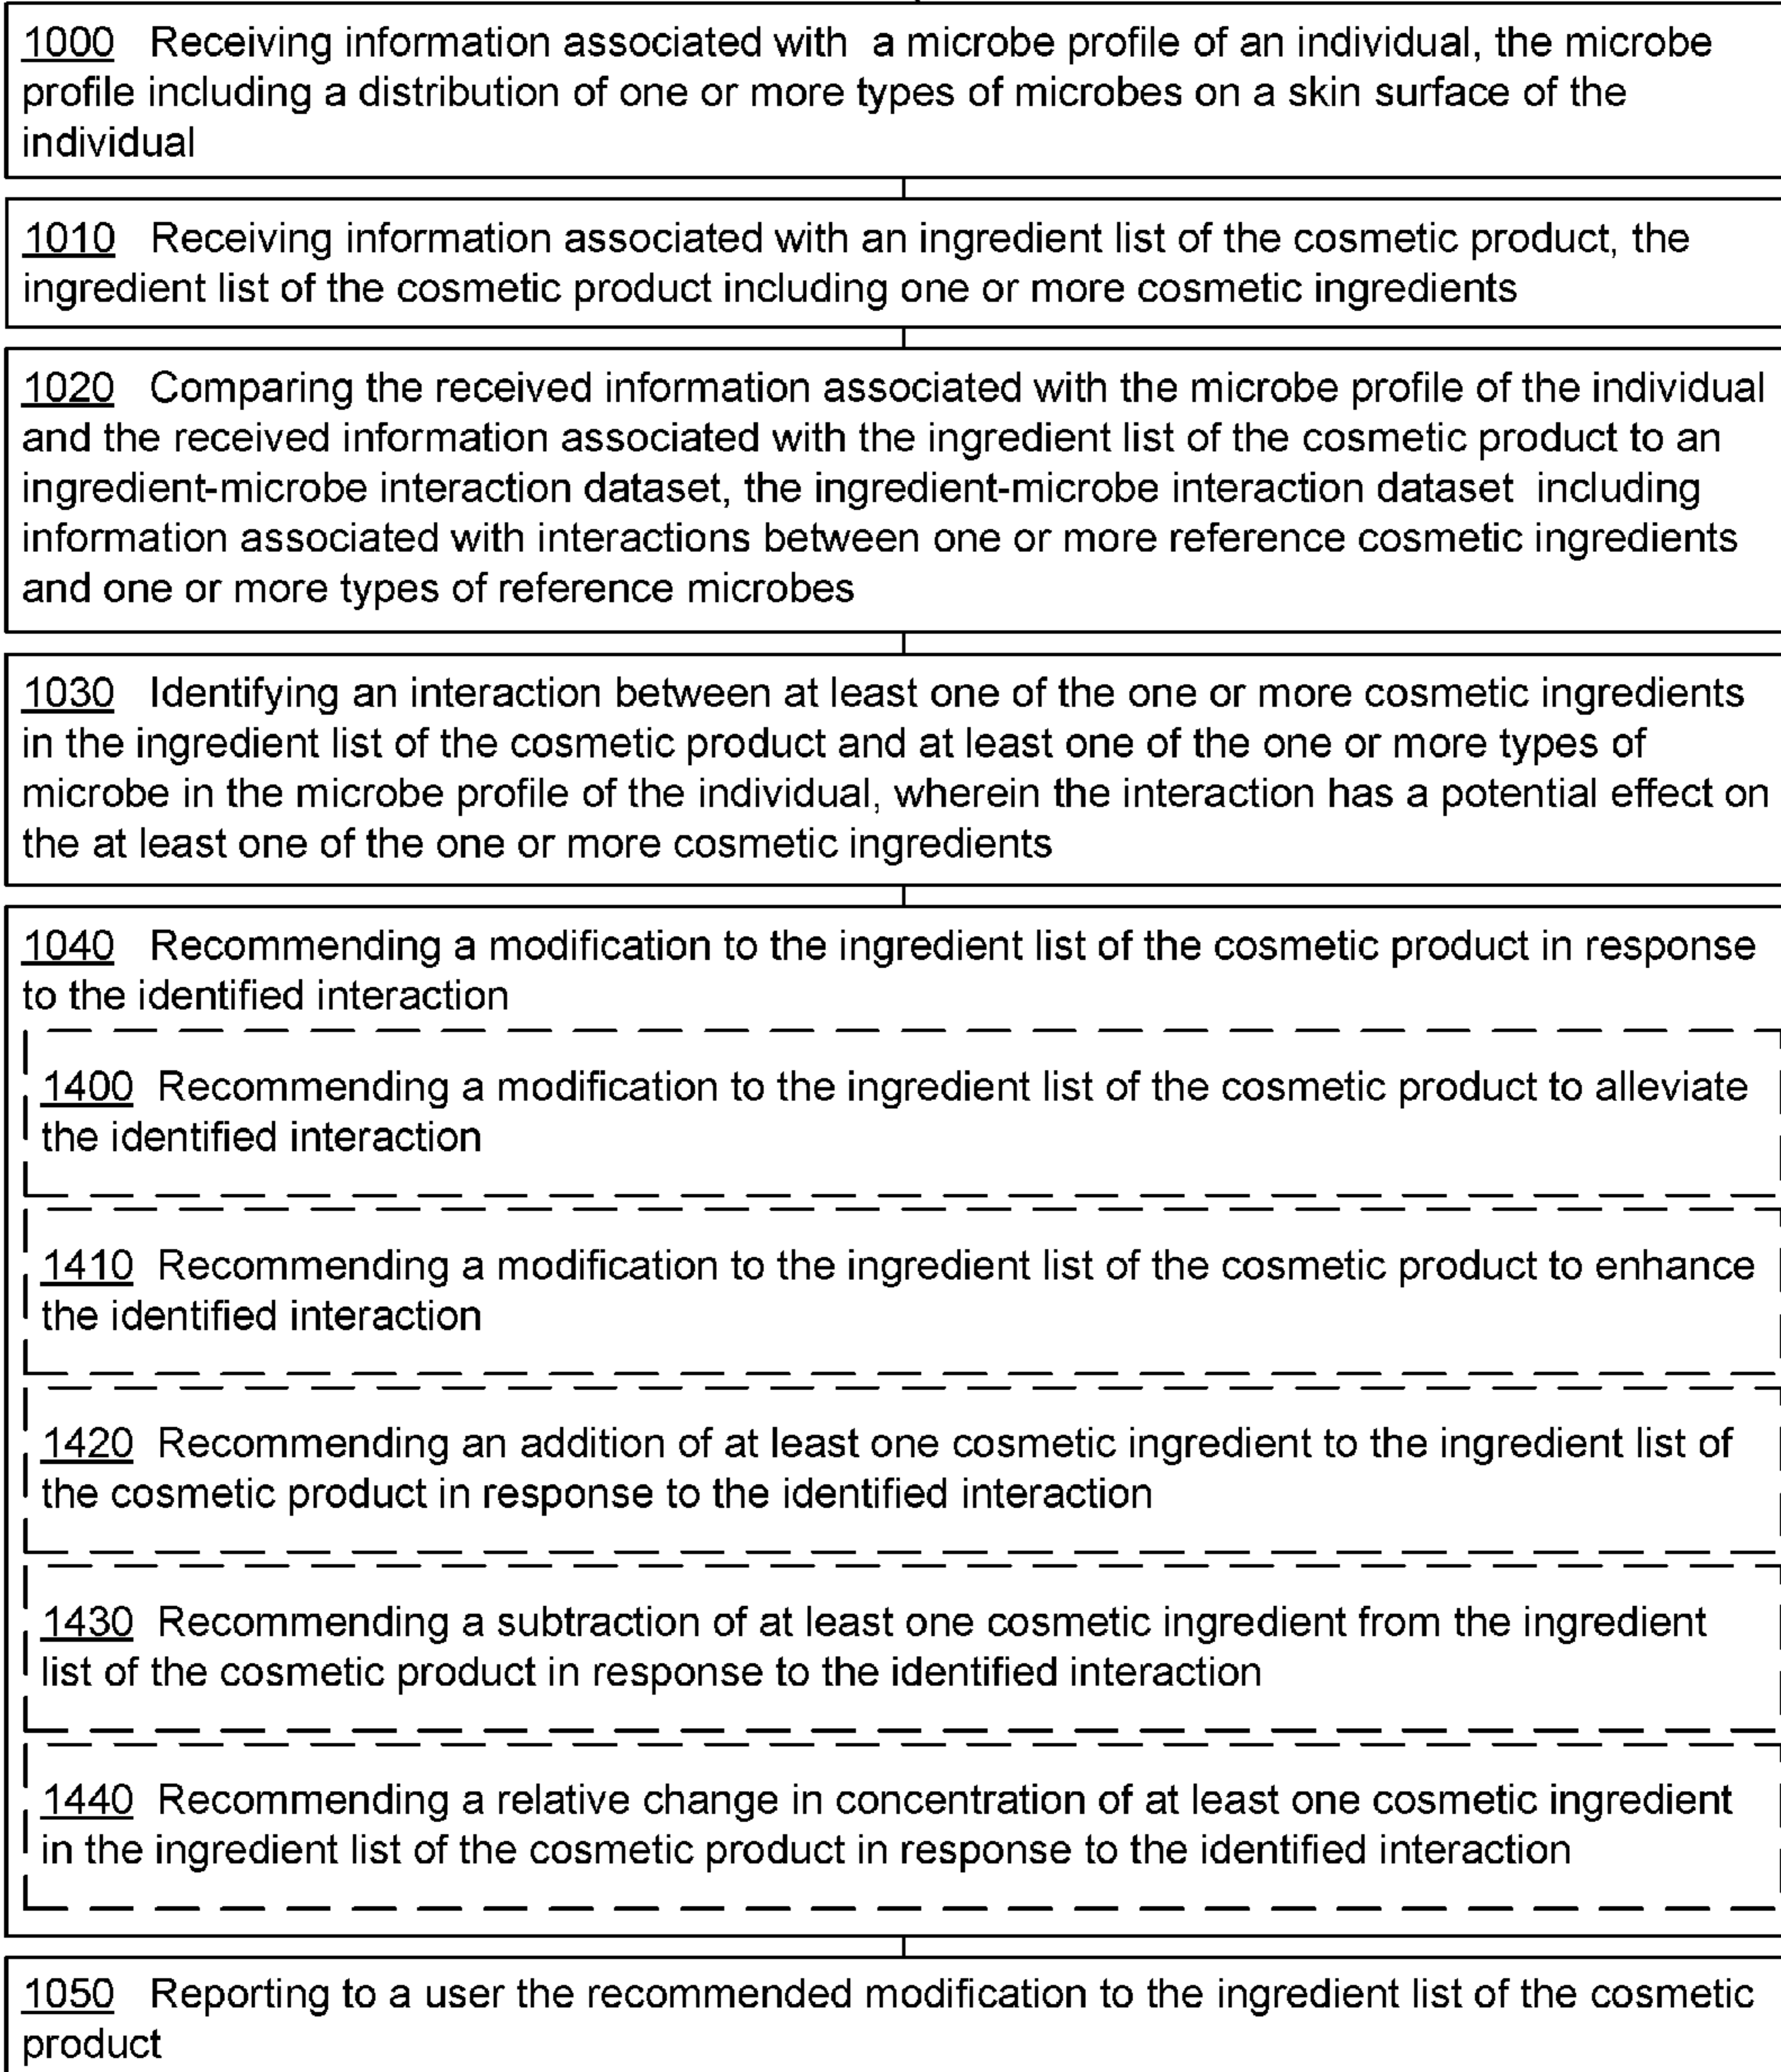 1000 Receiving information associated with a microbe profile of an individual, the microbe
profile including a distribution of one or more types of microbes on a skin surface of the
individual
1010 Receiving information associated with an ingredient list of the cosmetic product, the
ingredient list of the cosmetic product including one or more cosmetic ingredients
1020 Comparing the received information associated with the microbe profile of the individual
and the received information associated with the ingredient list of the cosmetic product to an
ingredient-microbe interaction dataset, the ingredient-microbe interaction dataset including
information associated with interactions between one or more reference cosmetic ingredients
and one or more types of reference microbes
1030 Identifying an interaction between at least one of the one or more cosmetic ingredients
in the ingredient list of the cosmetic product and at least one of the one or more types of
microbe in the microbe profile of the individual, wherein the interaction has a potential effect on
the at least one of the one or more cosmetic ingredients
1040 Recommending a modification to the ingredient list of the cosmetic product in response
to the identified interaction
1400 Recommending a modification to the ingredient list of the cosmetic product to alleviate
the identified interaction
1410 Recommending a modification to the ingredient list of the cosmetic product to enhance
the identified interaction
1420 Recommending an addition of at least one cosmetic ingredient to the ingredient list of
the cosmetic product in response to the identified interaction
1430 Recommending a subtraction of at least one cosmetic ingredient from the ingredient
list of the cosmetic product in response to the identified interaction
1440 Recommending a relative change in concentration of at least one cosmetic ingredient
in the ingredient list of the cosmetic product in response to the identified interaction
1050 Reporting to a user the recommended modification to the ingredient list of the cosmetic
product